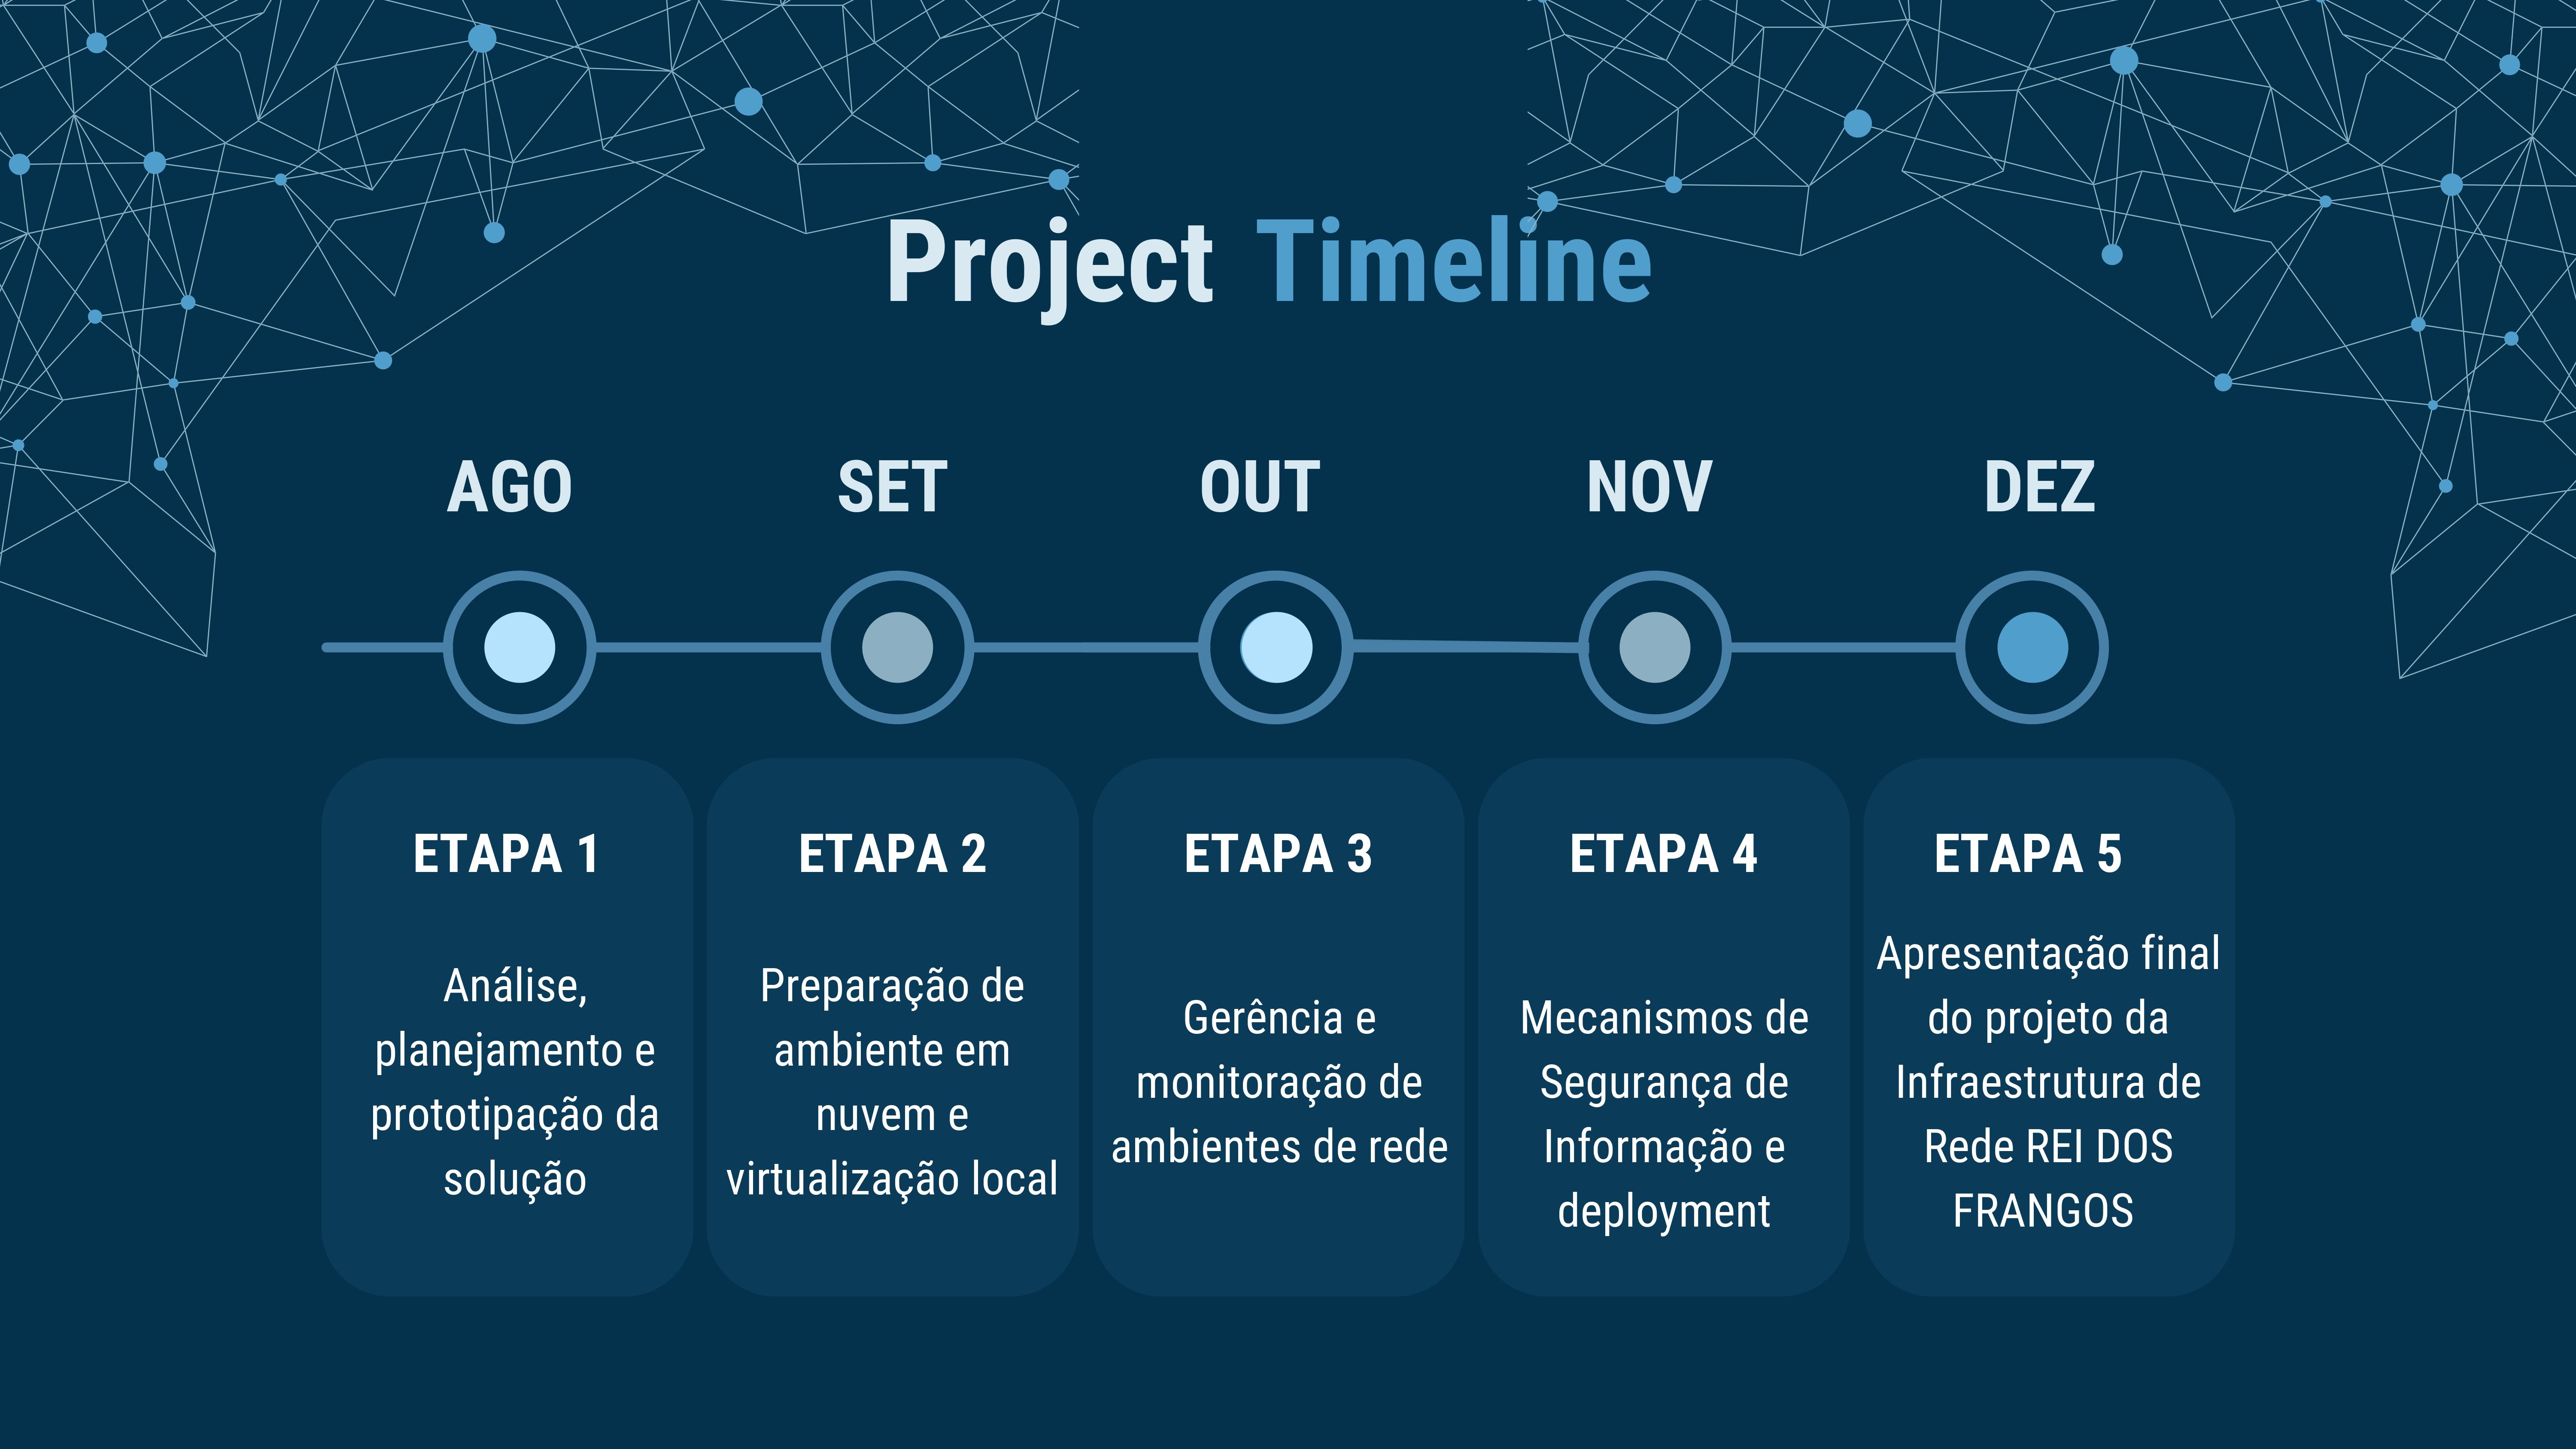 Project Timeline
AGO
SET
OUT
NOV
DEZ
ETAPA 1
Análise,
planejamento e
prototipação da
solução
ETAPA 2
Preparação de
ambiente em
nuvem e
virtualização local
ETAPA 3
Gerência e
monitoração de
ambientes de rede
ETAPA 4
Mecanismos de
Segurança de
Informação e
deployment
ETAPA 5
Apresentação final
do projeto da
Infraestrutura de
Rede REI DOS
FRANGOS